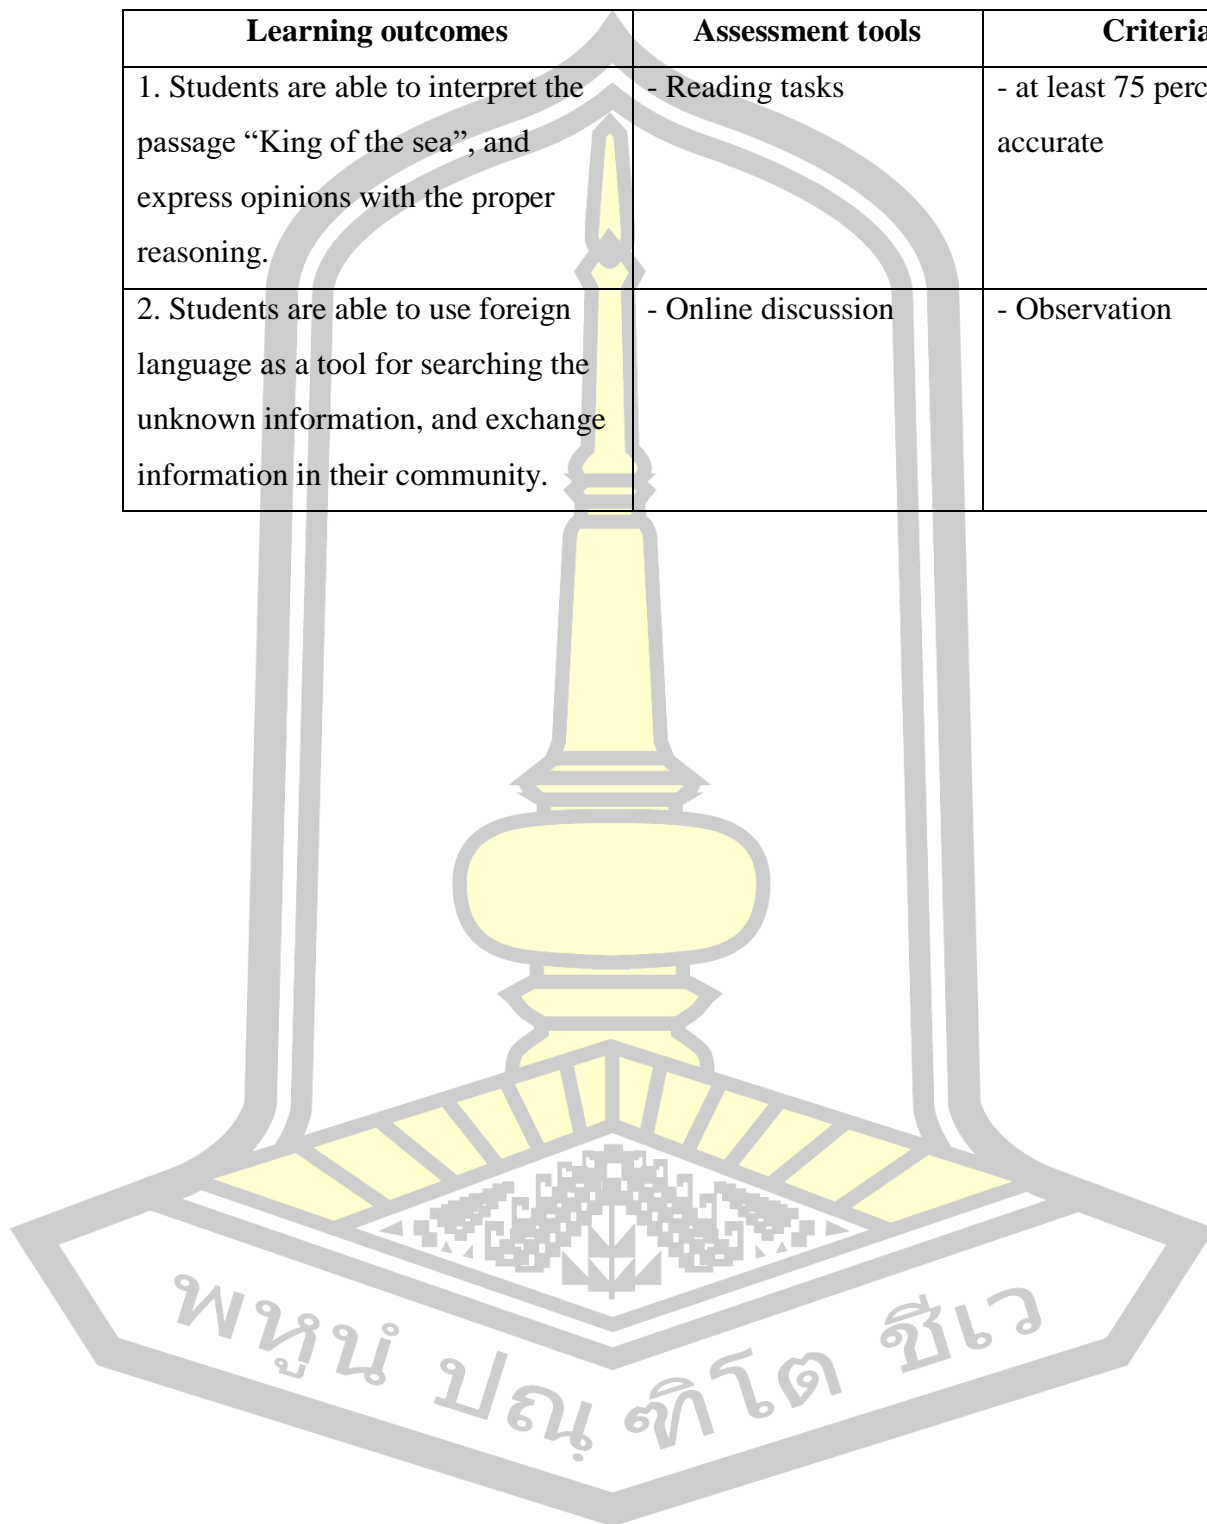 Learning outcomes Assessment tools Criteria
1. Students are able to interpret the - Reading tasks - at least 75 perc
passage “King of the sea”, and accurate
express opinions with the proper
reasoning.
2. Students are able to use foreign - Online discussion - Observation
language as a tool for searching the
unknown information, and exchange
information in their community.
พหูนํ ปณฺฑิโต ชีเว